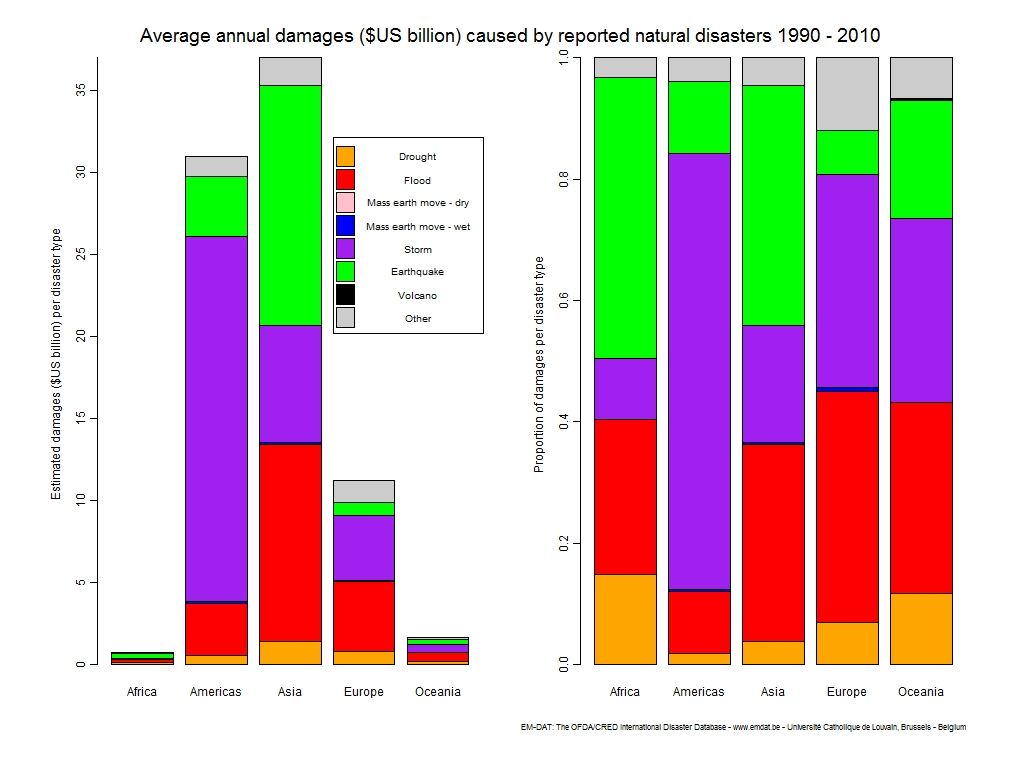 Average annual damages ($US billion) caused by reported natural disasters 1990 - 2010
Estimated damages ($US billion) per disaster type
35
30
25
20
15
10
5
0
Africa Americas Asia Europe Oceania
Drought
Flood
Mass earth move - dry
Mass earth move - wet
Storm
Earthquake
Volcano
Other
Proportion of damages per disaster type
1.0
0.8
0.6
0.4
0.2
0.0
Africa Americas Asia Europe Oceania
EM-DAT: The OFDA/CRED International Disaster Database - www.emdat.be - Université Catholique de Louvain, Brussels - Belgium